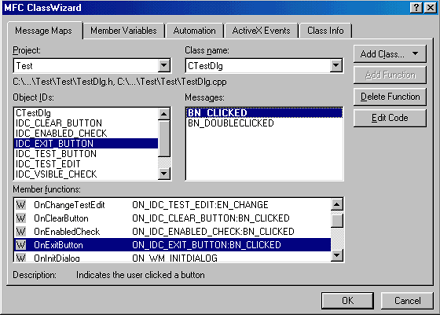 MFC ClassWizard
Message Maps Member Variables Automation ActiveX Events Class Info
Project: Class name:
Test CTestDlg
Add Class...
C:\...\Test\Test\TestDlg.h, C:\...\Test\Test\TestDlg.cpp
Add Function
Object IDs: Messages:
Delete Function
CTestDlg BN_CLICKED
IDC_CLEAR_BUTTON BN_DOUBLECLICKED
IDC_ENABLED_CHECK
Edit Code
IDC_EXIT_BUTTON
IDC_TEST_BUTTON
IDC_TEST_EDIT
IDC_VSIBLE_CHECK
Member functions:
W OnChangeTestEdit ON_IDC_TEST_EDIT:EN_CHANGE
W OnClearButton ON_IDC_CLEAR_BUTTON:BN_CLICKED
W OnEnabledCheck ON_IDC_ENABLED_CHECK:BN_CLICKED
W OnExitButton ON_IDC_EXIT_BUTTON:BN_CLICKED
W OnInitDialog ON_WM_INITDIALOG
Description: Indicates the user clicked a button
OK Cancel